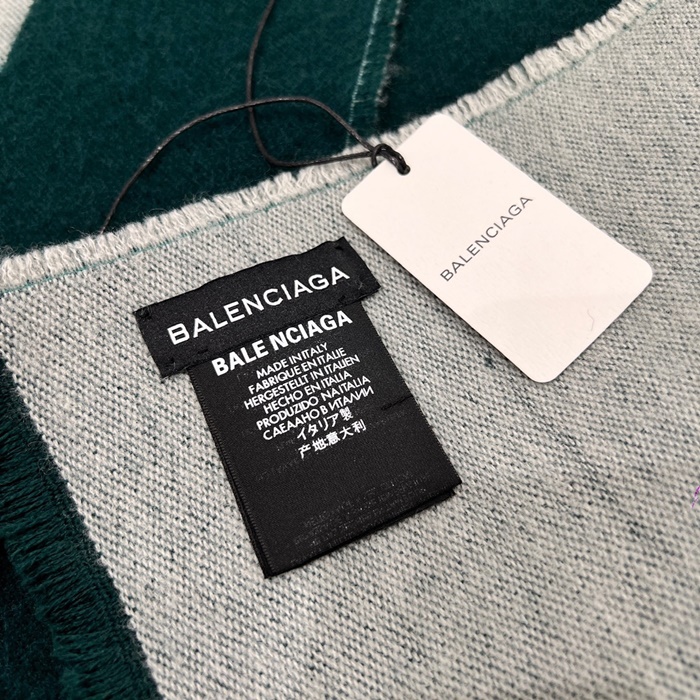 BALENCIAGA
BALENCIAGA
BALE NCIAGA
MADE IN ITALY
FABRIQUE EN ITALIE
HERGESTELLT IN ITALIEN
HECHO EN ITALIA
PRODUZIDO NA ITALIA
CAEAAHO В ИТАЛИИ
イタリア製
产地意大利